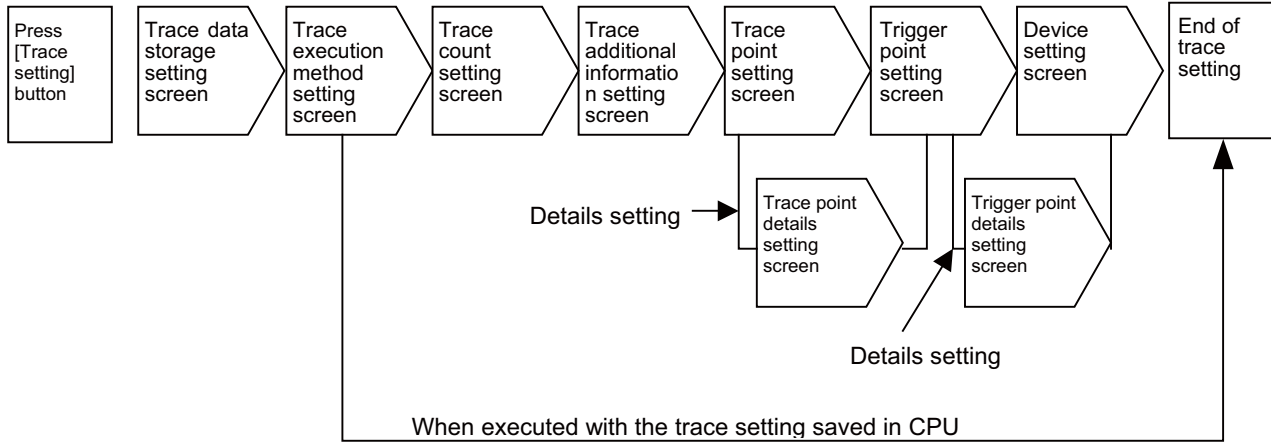 Press
[Trace
setting]
button
Trace data
storage
setting
screen
Trace
execution
method
setting
screen
Trace
count
setting
screen
Trace
additional
informatio
n setting
screen
Trace
point
setting
screen
Trigger
point
setting
screen
Device
setting
screen
End of
trace
setting
Details setting
Trace point
details
setting
screen
Trigger point
details
setting
screen
Details setting
When executed with the trace setting saved in CPU